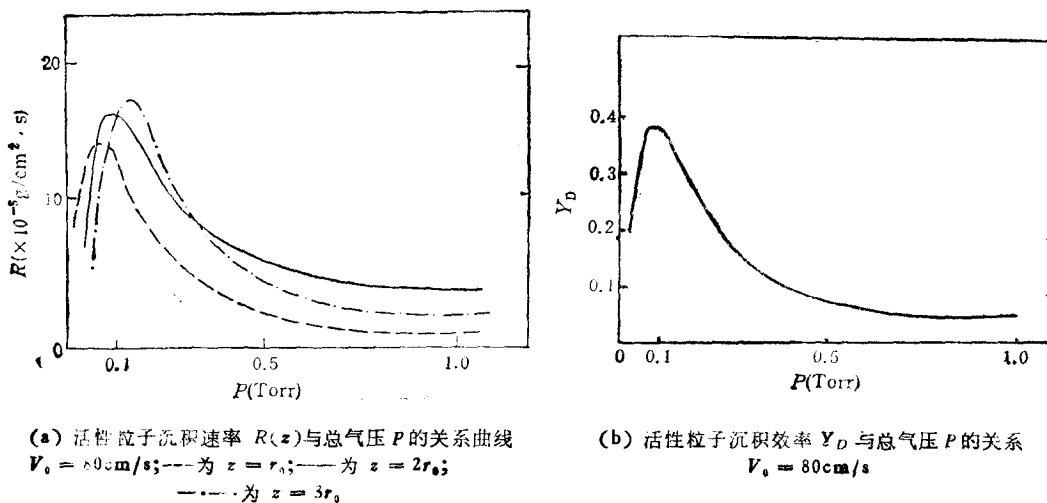 20
10
0
R(×10⁻⁵g/cm²·s)
0.1
0.5
1.0
P(Torr)
0.4
0.3
0.2
0.1
Y_D
0
0.1
0.5
1.0
P(Torr)
(a) 活性粒子沉积速率 R(z)与总气压 P 的关系曲线
V₀ = 80cm/s;---为 z = r₀;——为 z = 2r₀;
—·—·为 z = 3r₀
(b) 活性粒子沉积效率 Y_D 与总气压 P 的关系
V₀ = 80cm/s